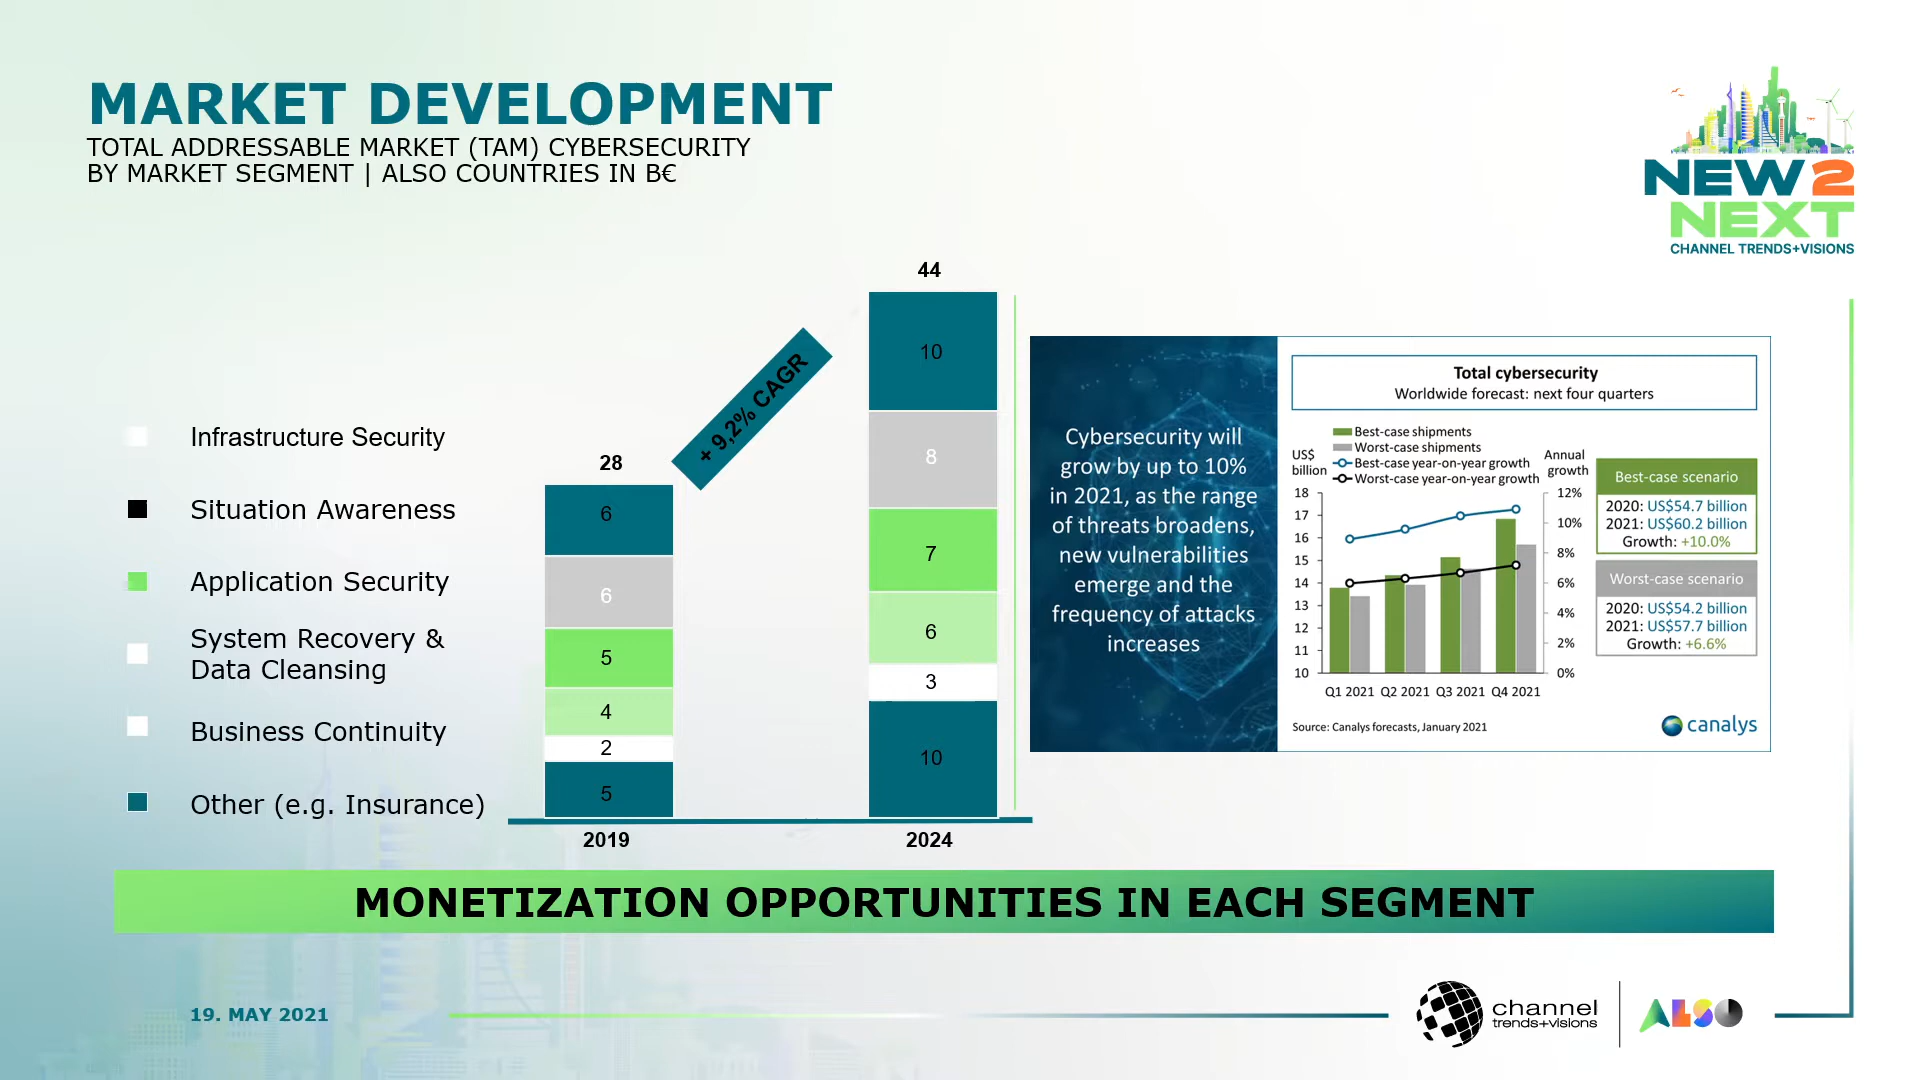 MARKET DEVELOPMENT
TOTAL ADDRESSABLE MARKET (TAM) CYBERSECURITY
BY MARKET SEGMENT | ALSO COUNTRIES IN B€
NEW 2
NEXT
CHANNEL TRENDS+VISIONS
Infrastructure Security
Situation Awareness
Application Security
System Recovery &
Data Cleansing
Business Continuity
Other (e.g. Insurance)
28
6
6
5
4
2
5
2019
+ 9,2% CAGR
44
10
8
7
6
3
10
2024
Cybersecurity will
grow by up to 10%
in 2021, as the range
of threats broadens,
new vulnerabilities
emerge and the
frequency of attacks
increases
Total cybersecurity
Worldwide forecast: next four quarters
Best-case shipments
Worst-case shipments
Best-case year-on-year growth
Worst-case year-on-year growth
US$
billion
Annual
growth
18
17
16
15
14
13
12
11
10
12%
10%
8%
6%
4%
2%
0%
Q1 2021 Q2 2021 Q3 2021 Q4 2021
Best-case scenario
2020: US$54.7 billion
2021: US$60.2 billion
Growth: +10.0%
Worst-case scenario
2020: US$54.2 billion
2021: US$57.7 billion
Growth: +6.6%
Source: Canalys forecasts, January 2021
canalys
MONETIZATION OPPORTUNITIES IN EACH SEGMENT
19. MAY 2021
channel
trends+visions
ALSO